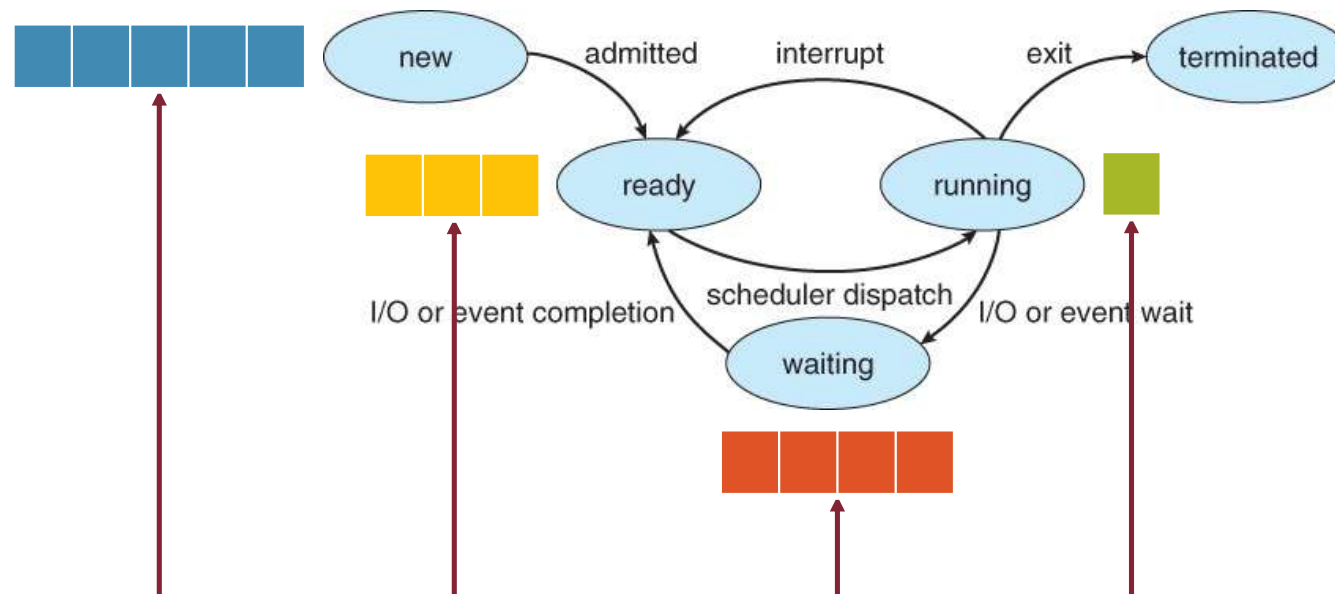 new
admitted
interrupt
exit
terminated
ready
running
scheduler dispatch
I/O or event completion
I/O or event wait
waiting